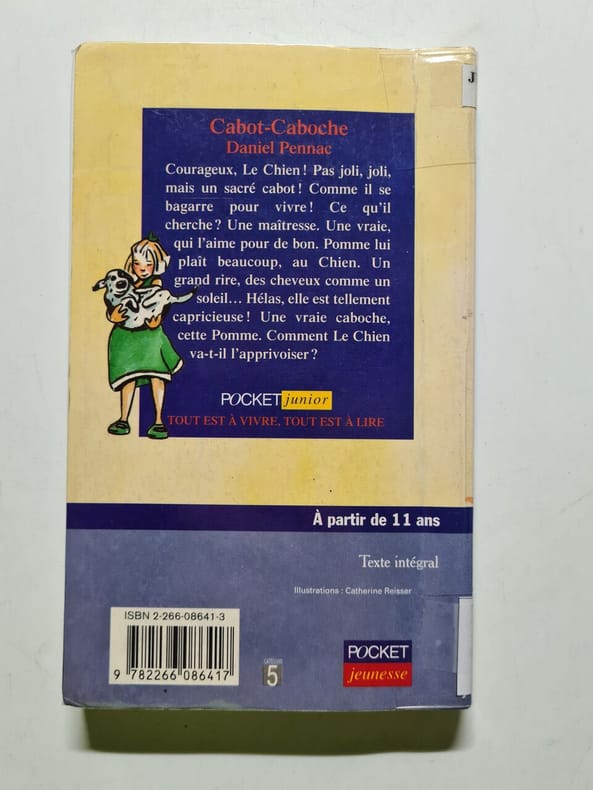 J
Cabot-Caboche
Daniel Pennac
Courageux, Le Chien ! Pas joli, joli,
mais un sacré cabot ! Comme il se
bagarre pour vivre ! Ce qu'il
cherche ? Une maîtresse. Une vraie,
qui l'aime pour de bon. Pomme lui
plaît beaucoup, au Chien. Un
grand rire, des cheveux comme un
soleil... Hélas, elle est tellement
capricieuse ! Une vraie caboche,
cette Pomme. Comment Le Chien
va-t-il l'apprivoiser ?
POCKET junior
TOUT EST À VIVRE, TOUT EST À LIRE
À partir de 11 ans
Texte intégral
Illustrations : Catherine Reisser
ISBN 2-266-08641-3
9 782266 086417
CATÉGORIE
5
POCKET
jeunesse